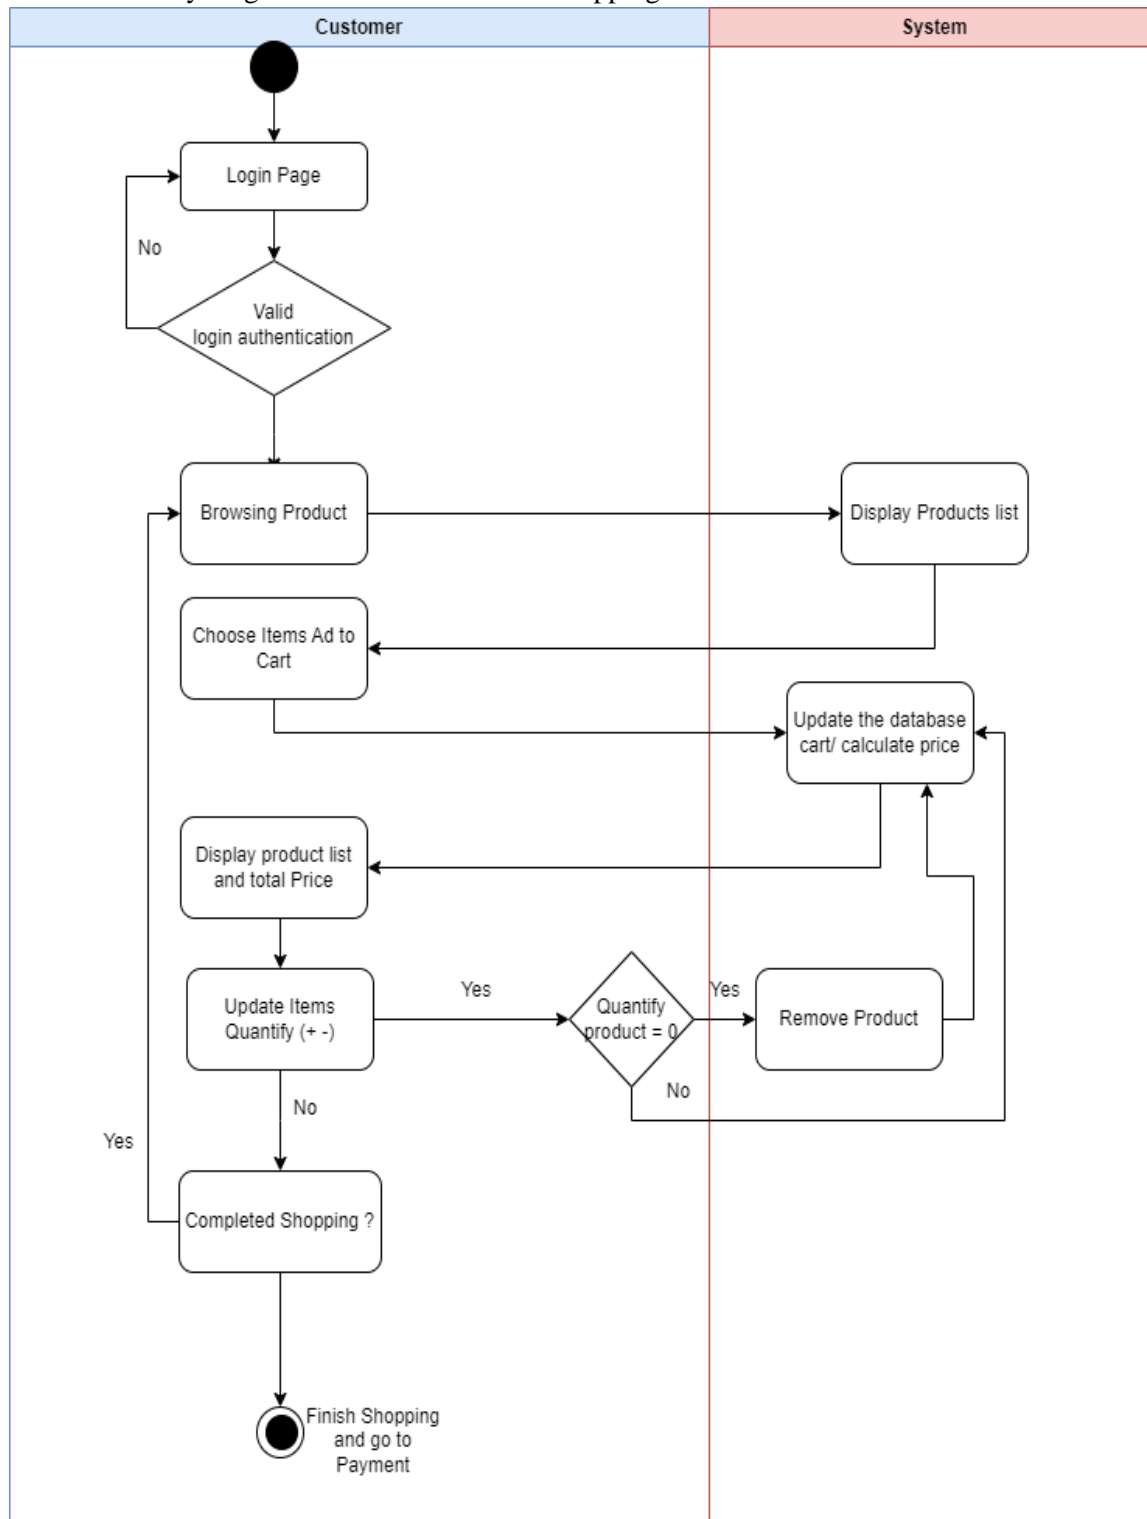 Customer
System
Login Page
No
Valid
login authentication
Browsing Product
Display Products list
Choose Items Ad to
Cart
Update the database
cart/ calculate price
Display product list
and total Price
Update Items
Quantify (+ -)
Yes
Quantify
product = 0
Yes
Remove Product
No
No
Yes
Completed Shopping ?
Finish Shopping
and go to
Payment